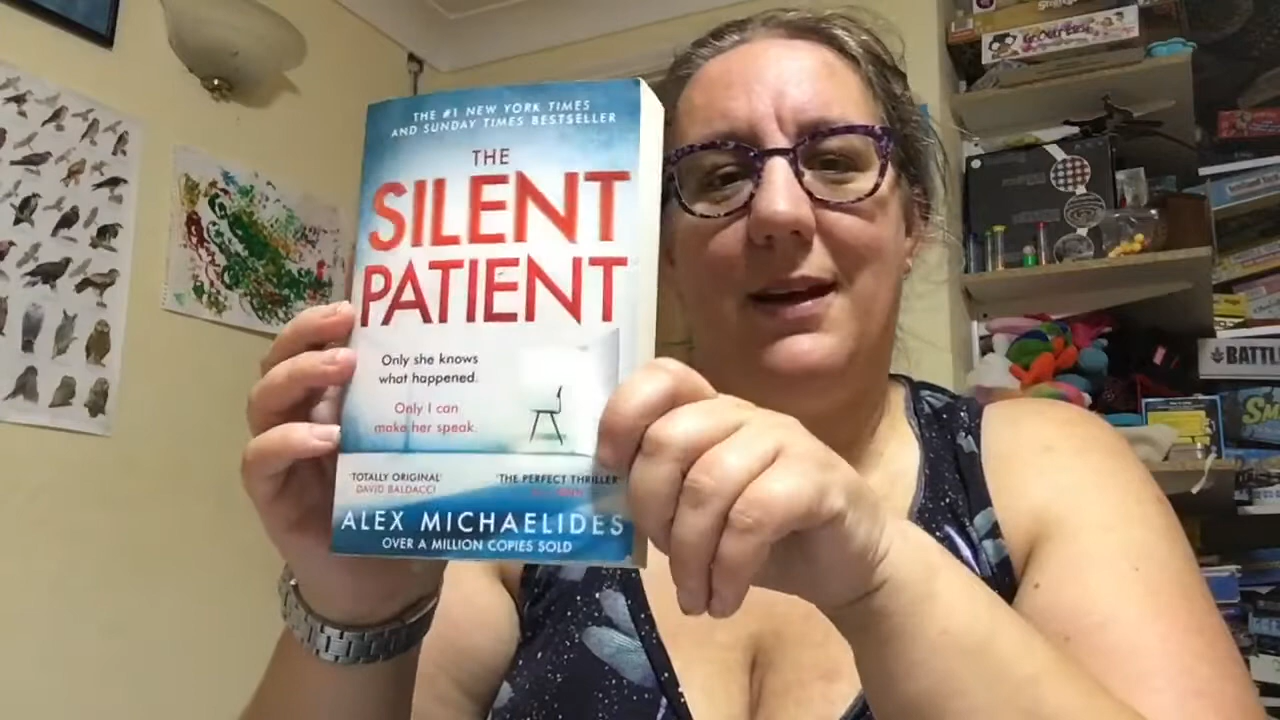 THE #1 NEW YORK TIMES
AND SUNDAY TIMES BESTSELLER
THE
SILENT
PATIENT
Only she knows
what happened.
Only I can
make her speak.
'TOTALLY ORIGINAL'
DAVID BALDACCI
'THE PERFECT THRILLER'
ALEX MICHAELIDES
OVER A MILLION COPIES SOLD
BATTL